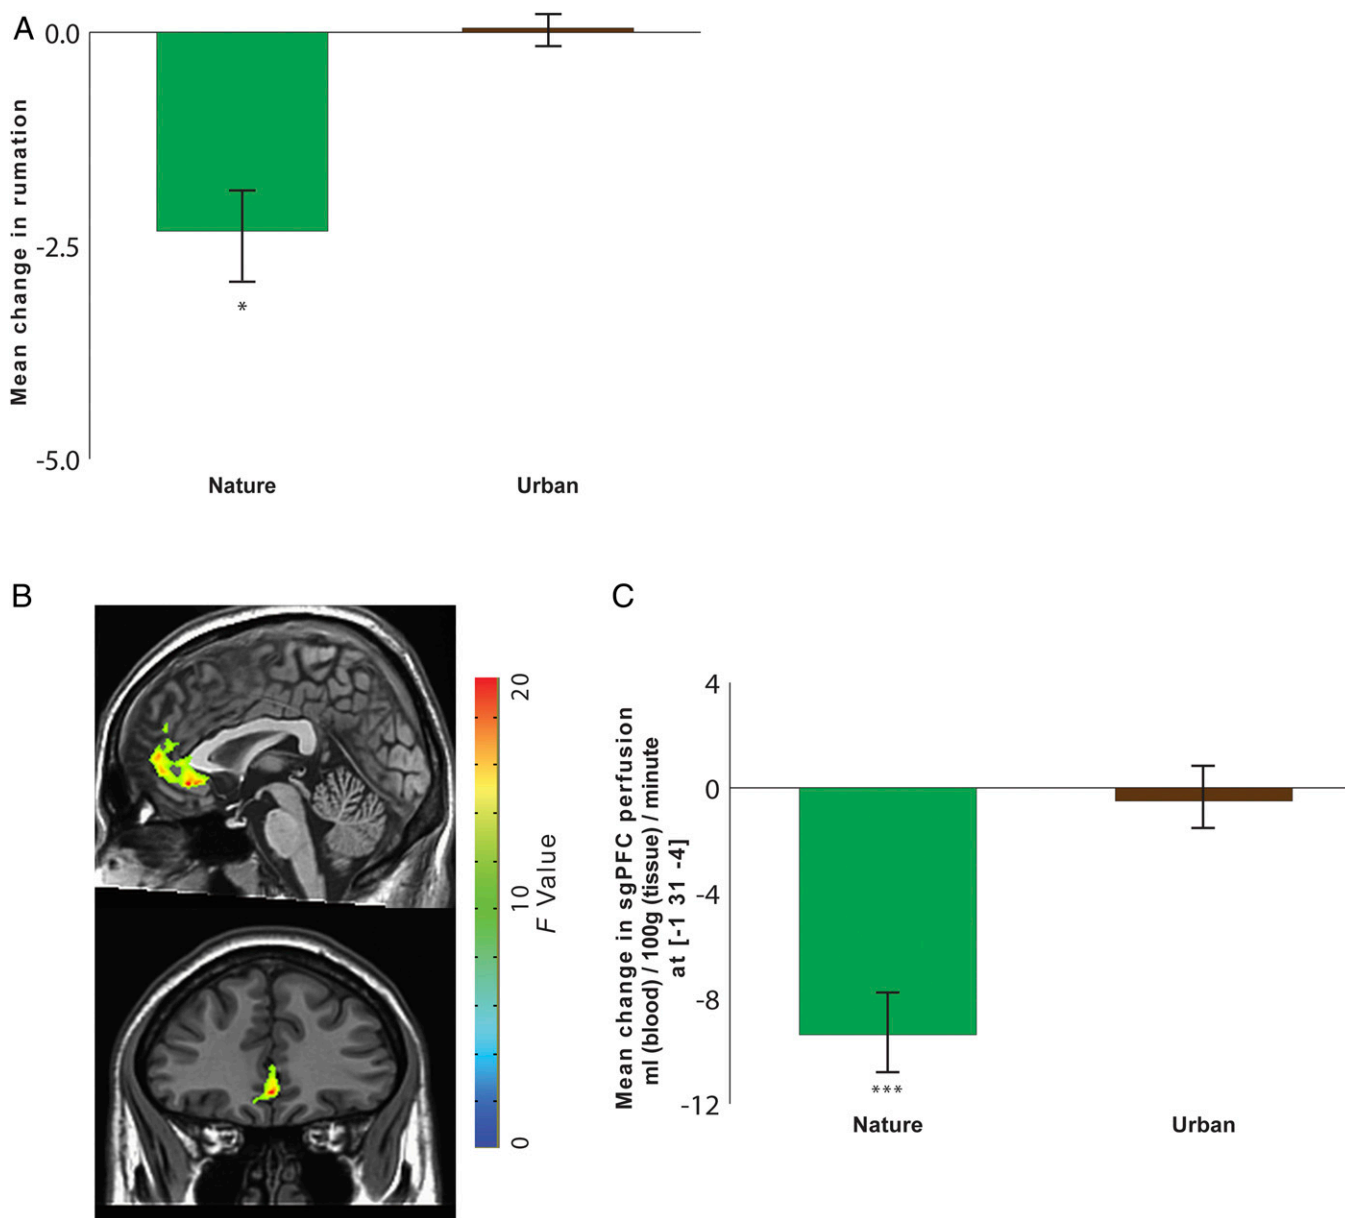 A
0.0
-2.5
-5.0
Mean change in rumation
*
Nature
Urban
B
20
10
0
F Value
C
4
0
-4
-8
-12
Mean change in sgPFC perfusion
ml (blood) / 100g (tissue) / minute
at [-1 31 -4]
***
Nature
Urban